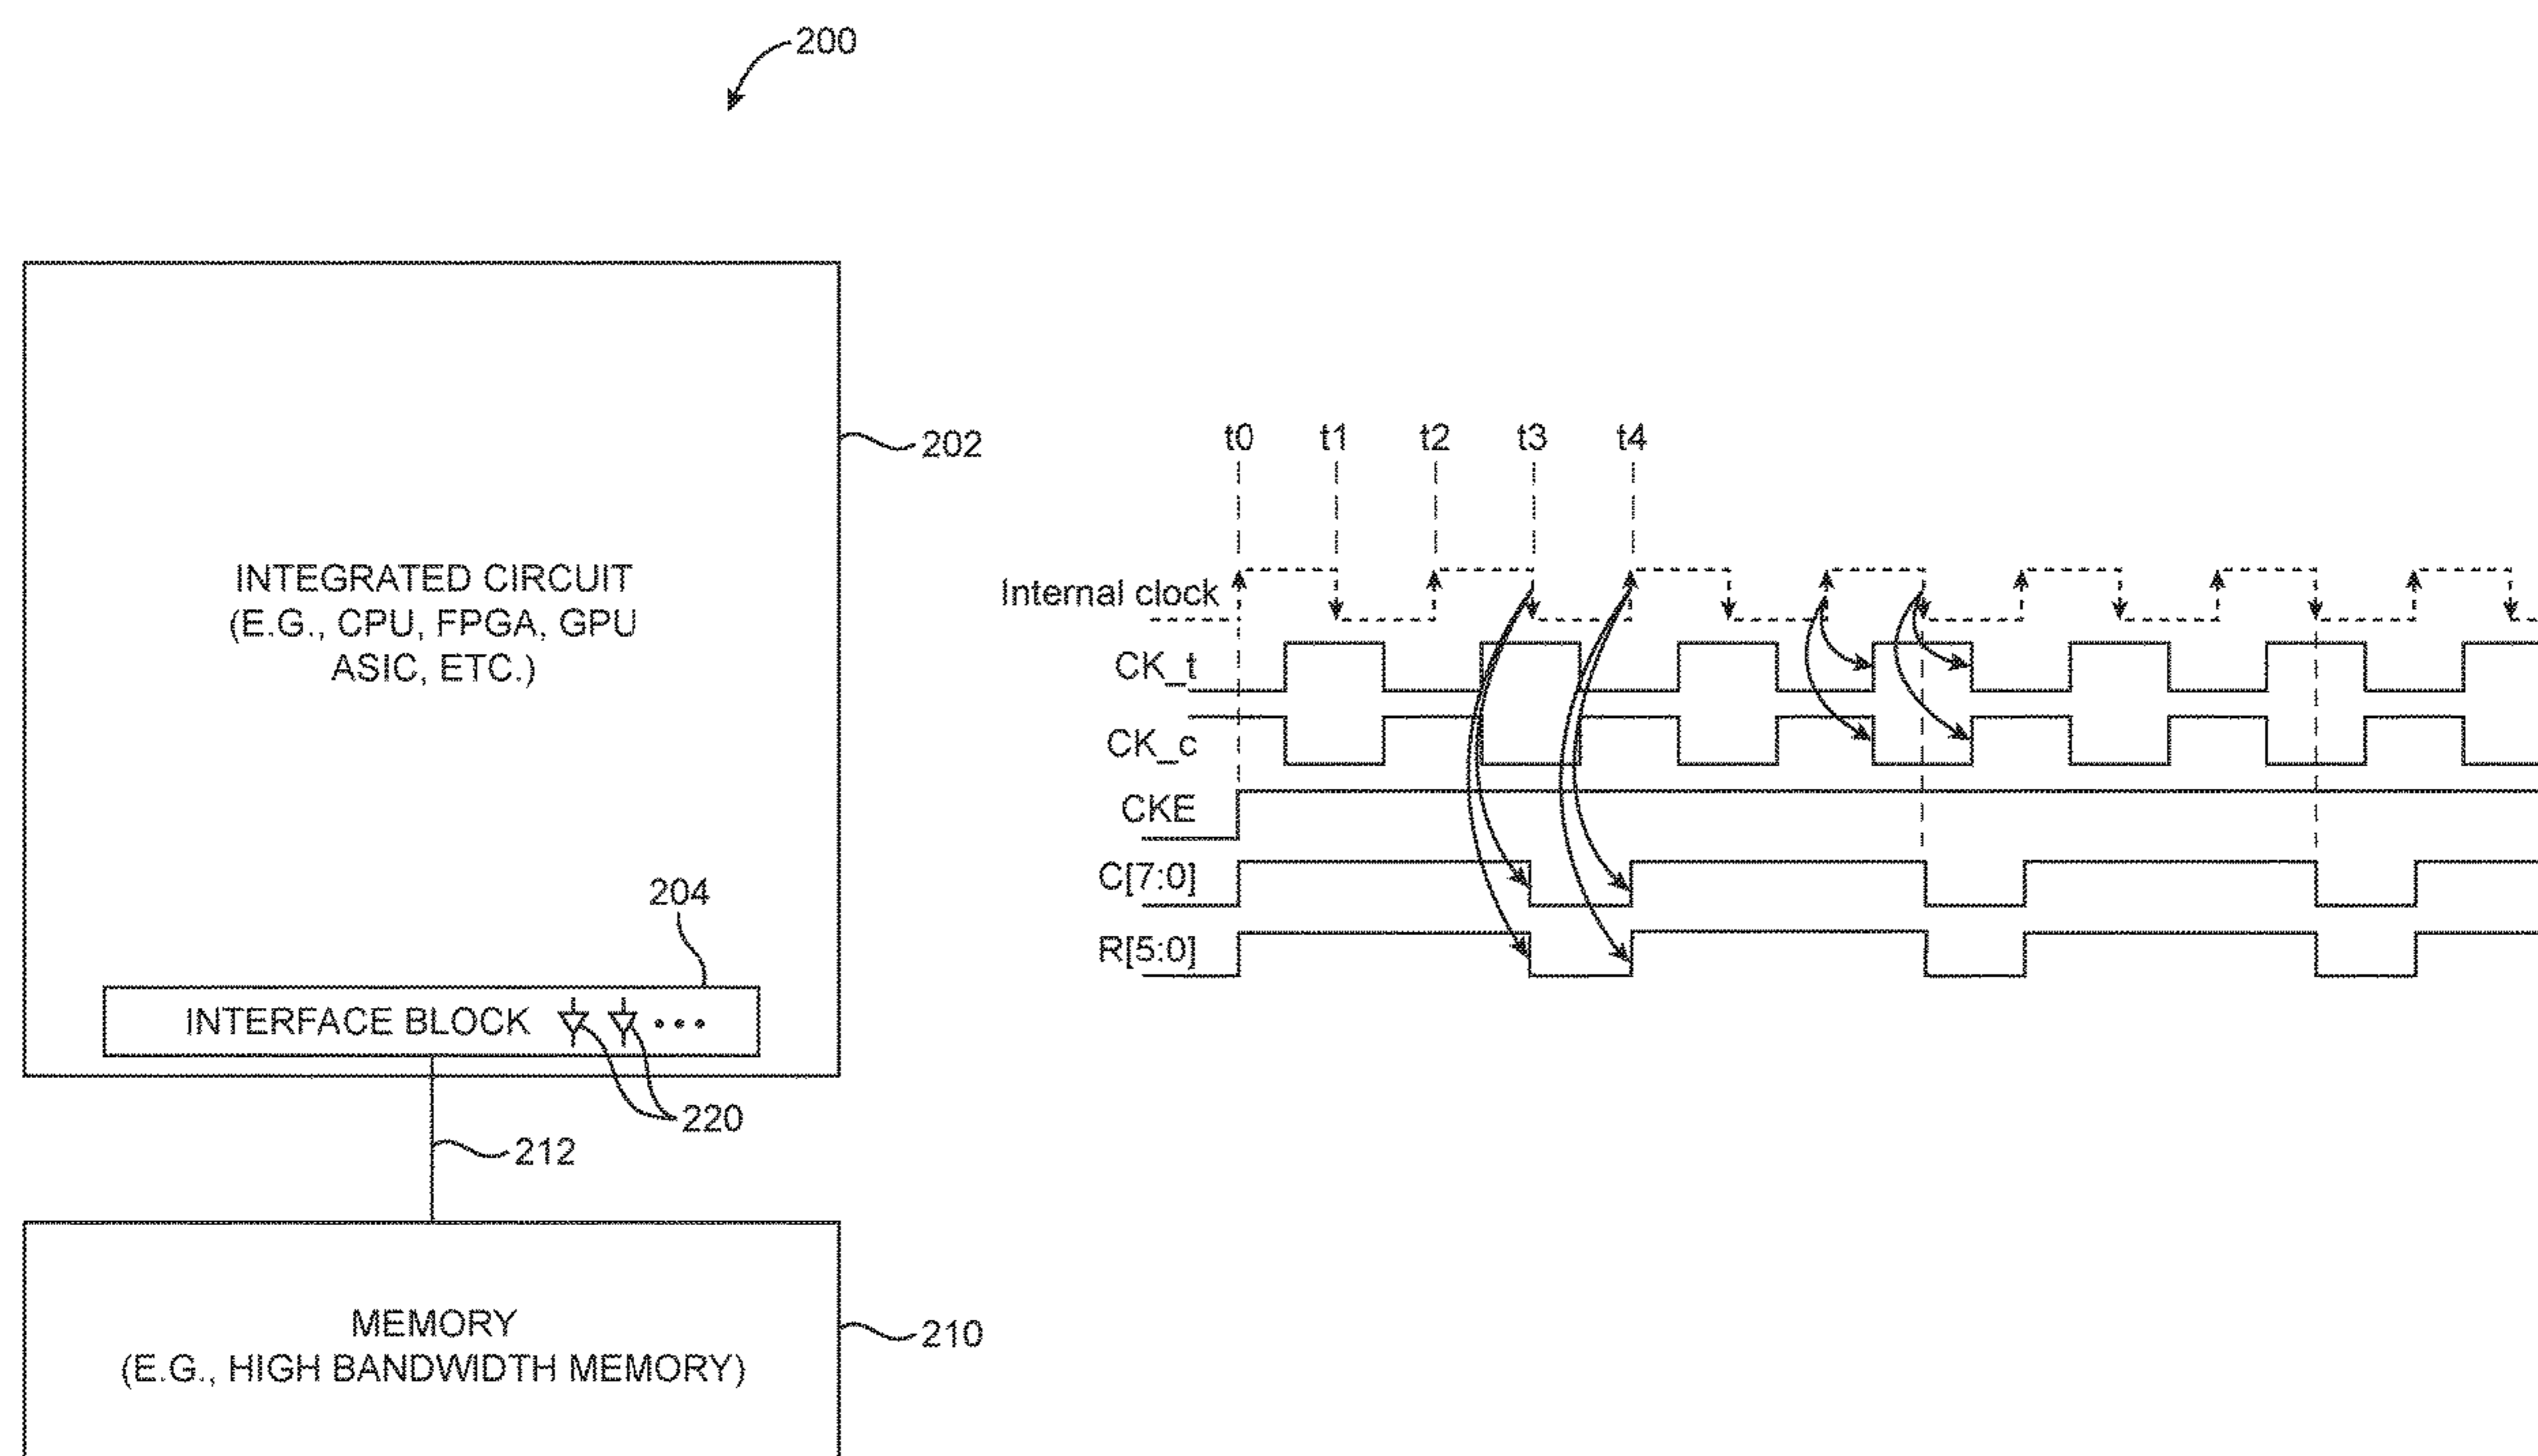 200
202
INTEGRATED CIRCUIT
(E.G., CPU, FPGA, GPU
ASIC, ETC.)
204
INTERFACE BLOCK
220
212
MEMORY
(E.G., HIGH BANDWIDTH MEMORY)
210
t0 t1 t2 t3 t4
Internal clock
CK_t
CK_c
CKE
C[7:0]
R[5:0]